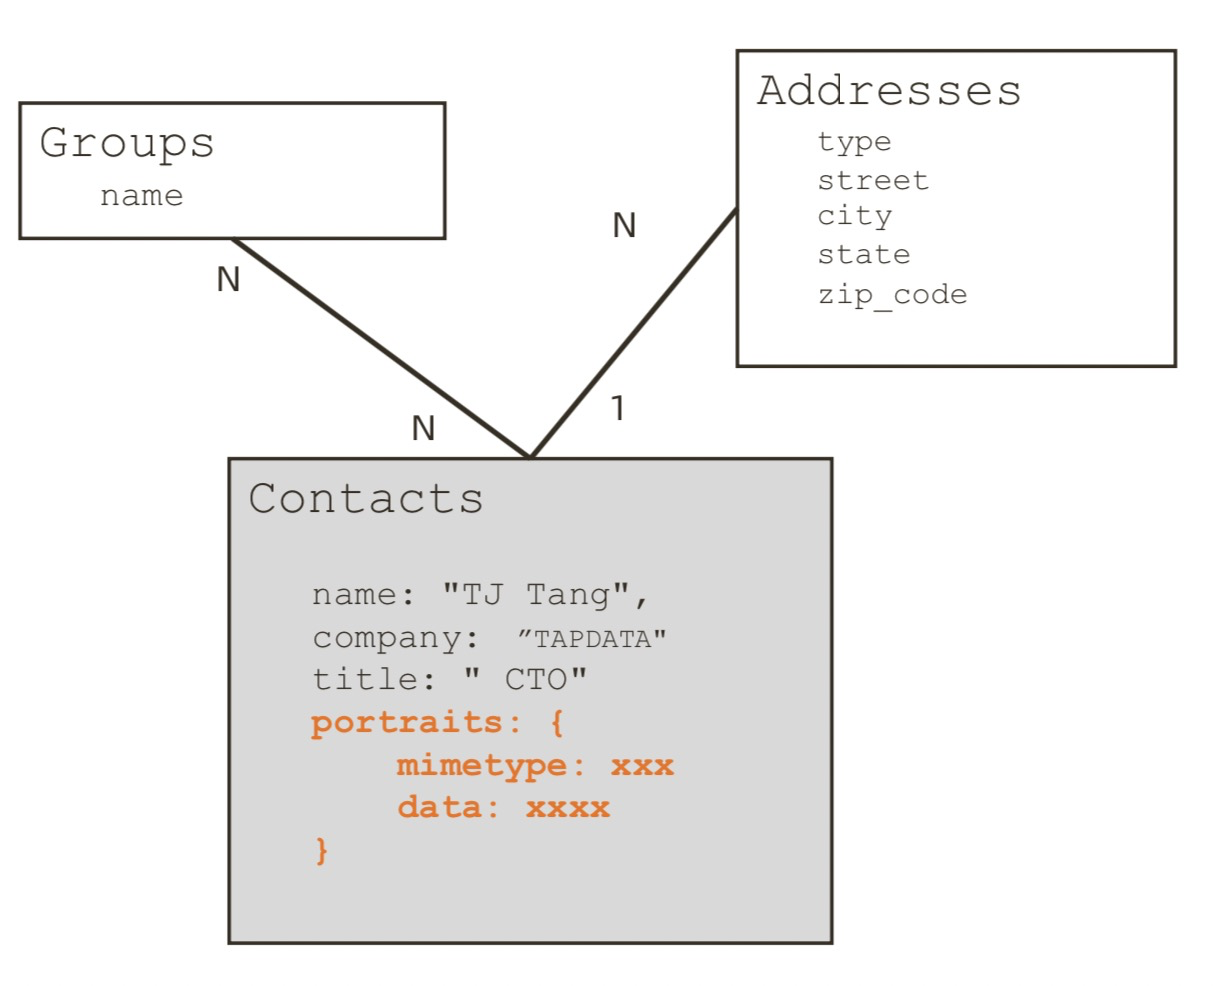 Groups
name
Addresses
type
street
city
state
zip_code
N
N
N
1
Contacts
name: "TJ Tang",
company: ”TAPDATA"
title: " CTO"
portraits: {
mimetype: xxx
data: xxxx
}